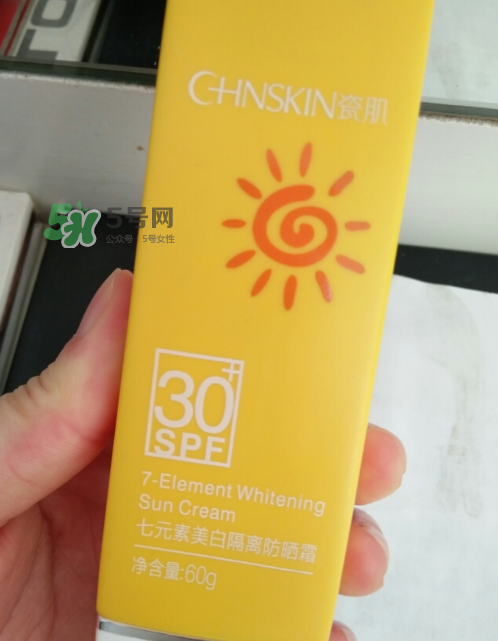 CHNSKIN瓷肌
5号网
公众号:5号女性
30+
SPF
7-Element Whitening
Sun Cream
七元素美白隔离防晒霜
净含量:60g